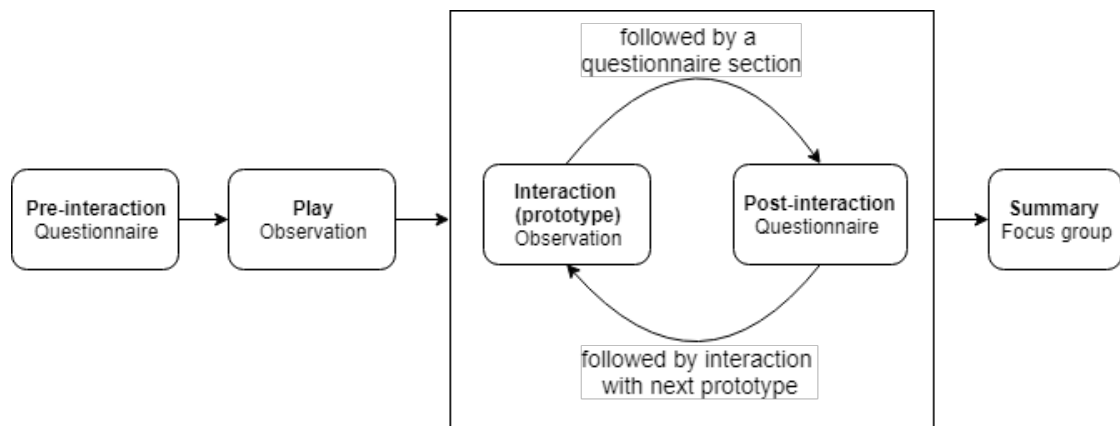 followed by a
questionnaire section
Pre-interaction
Questionnaire
Play
Observation
Interaction
(prototype)
Observation
Post-interaction
Questionnaire
Summary
Focus group
followed by interaction
with next prototype